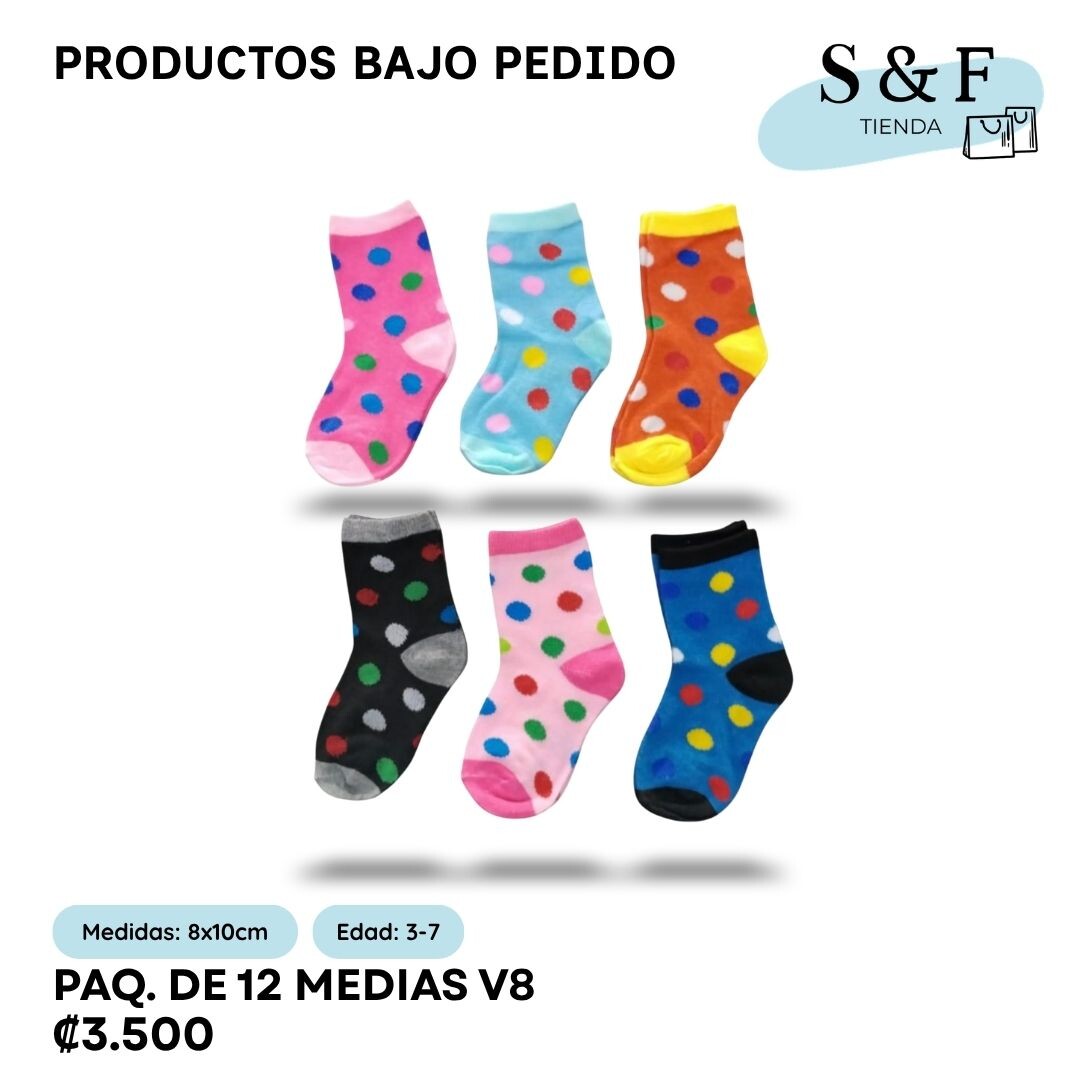 PRODUCTOS BAJO PEDIDO
S & F
TIENDA
Medidas: 8x10cm
Edad: 3-7
PAQ. DE 12 MEDIAS V8
₡3.500